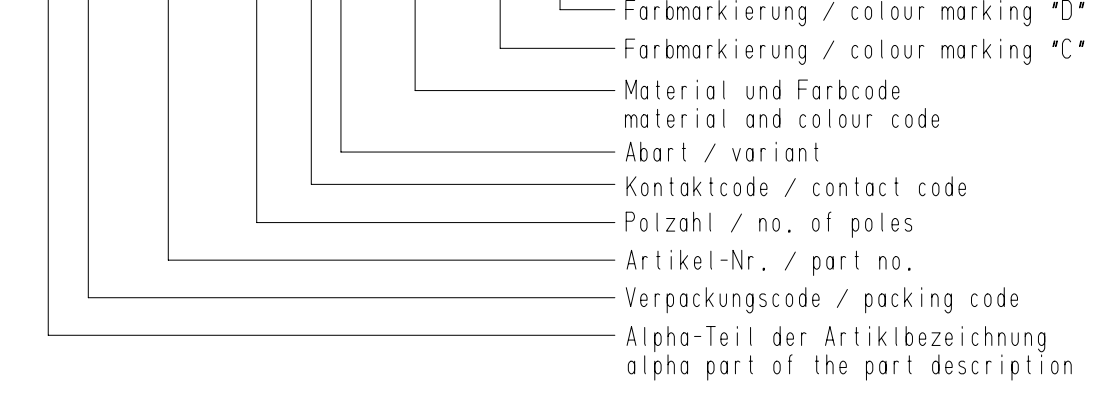 Farbmarkierung / colour marking "D"
Farbmarkierung / colour marking "C"
Material und Farbcode
material and colour code
Abart / variant
Kontaktcode / contact code
Polzahl / no. of poles
Artikel-Nr. / part no.
Verpackungscode / packing code
Alpha-Teil der Artiklbezeichnung
alpha part of the part description